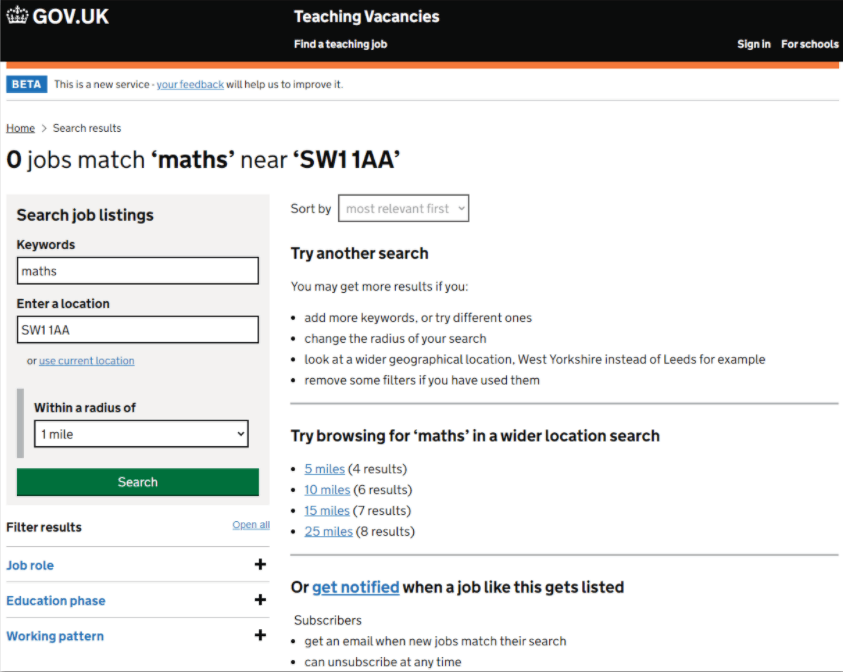 GOV.UK
Teaching Vacancies
Find a teaching job
Sign in For schools
BETA This is a new service - your feedback will help us to improve it.
Home > Search results
0 jobs match ‘maths’ near ‘SW1 1AA’
Search job listings
Keywords
maths
Enter a location
SW1 1AA
or use current location
Within a radius of
1 mile
Search
Filter results Open all
Job role +
Education phase +
Working pattern +
Sort by most relevant first
Try another search
You may get more results if you:
• add more keywords, or try different ones
• change the radius of your search
• look at a wider geographical location, West Yorkshire instead of Leeds for example
• remove some filters if you have used them
Try browsing for ‘maths’ in a wider location search
• 5 miles (4 results)
• 10 miles (6 results)
• 15 miles (7 results)
• 25 miles (8 results)
Or get notified when a job like this gets listed
Subscribers
• get an email when new jobs match their search
• can unsubscribe at any time